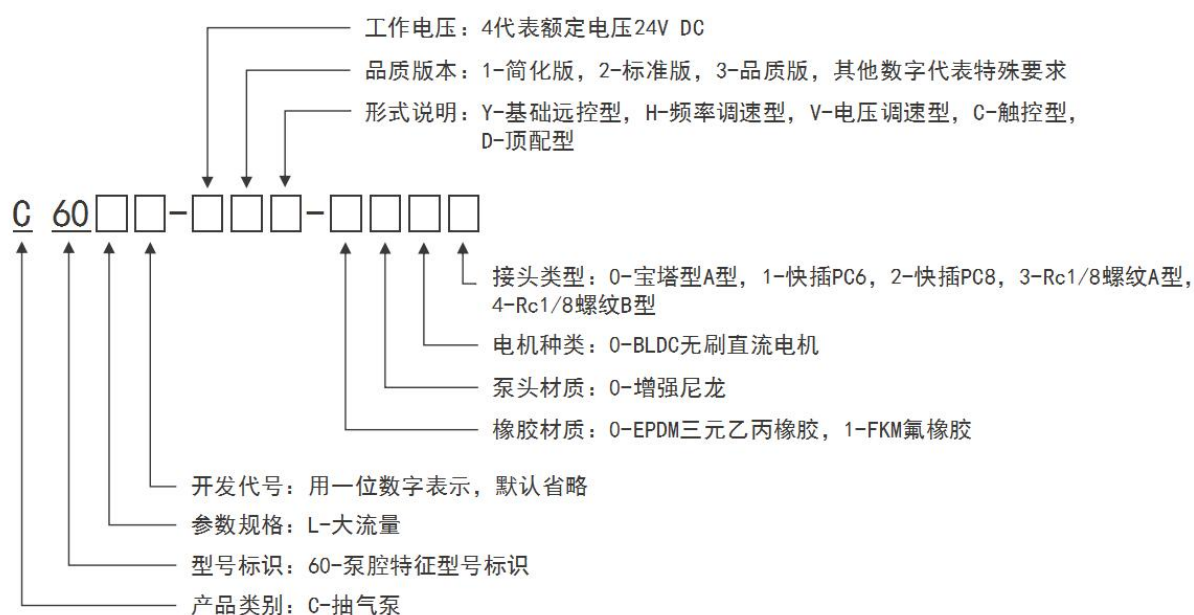 工作电压：4代表额定电压24V DC
品质版本：1-简化版，2-标准版，3-品质版，其他数字代表特殊要求
形式说明：Y-基础远控型，H-频率调速型，V-电压调速型，C-触控型，
D-顶配型
C 60□□-□□□-□□□□
接头类型：0-宝塔型A型，1-快插PC6，2-快插PC8，3-Rc1/8螺纹A型，
4-Rc1/8螺纹B型
电机种类：0-BLDC无刷直流电机
泵头材质：0-增强尼龙
橡胶材质：0-EPDM三元乙丙橡胶，1-FKM氟橡胶
开发代号：用一位数字表示，默认省略
参数规格：L-大流量
型号标识：60-泵腔特征型号标识
产品类别：C-抽气泵